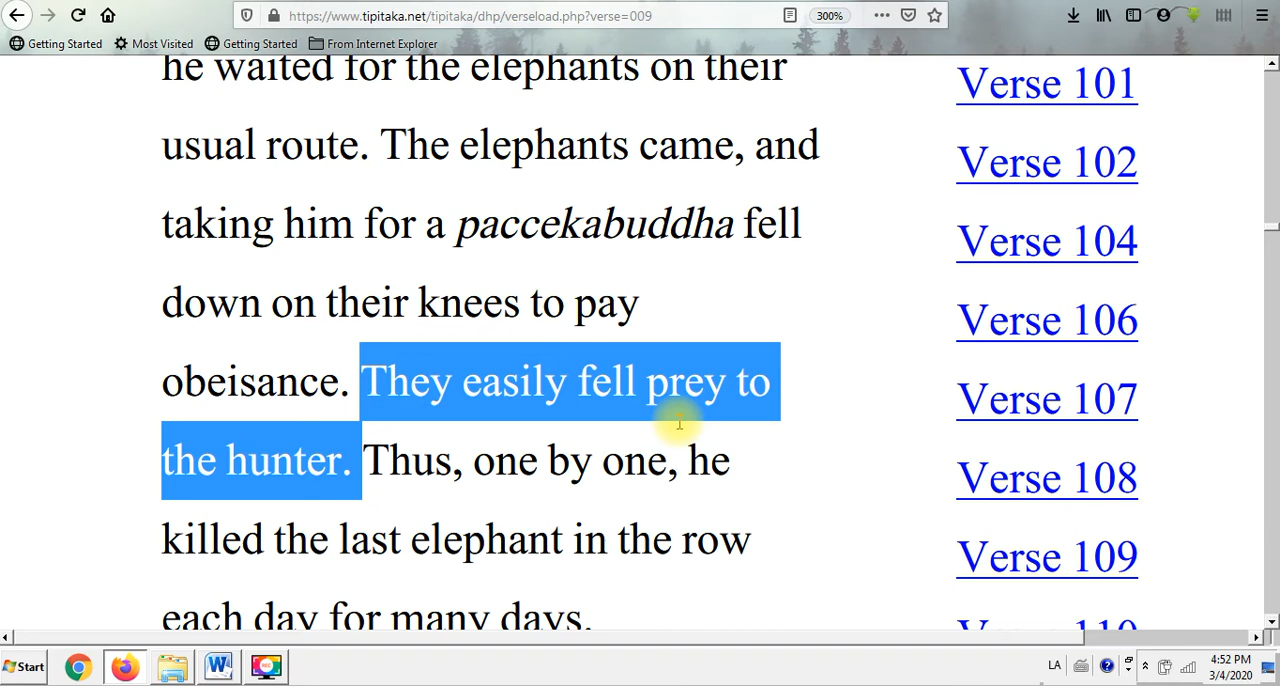 https://www.tipitaka.net/tipitaka/dhp/verseload.php?verse=009
300%
Getting Started
Most Visited
Getting Started
From Internet Explorer
he waited for the elephants on their
usual route. The elephants came, and
taking him for a paccekabuddha fell
down on their knees to pay
obeisance. They easily fell prey to
the hunter. Thus, one by one, he
killed the last elephant in the row
each day for many days.
Verse 101
Verse 102
Verse 104
Verse 106
Verse 107
Verse 108
Verse 109
Verse 110
Start
LA
4:52 PM
3/4/2020